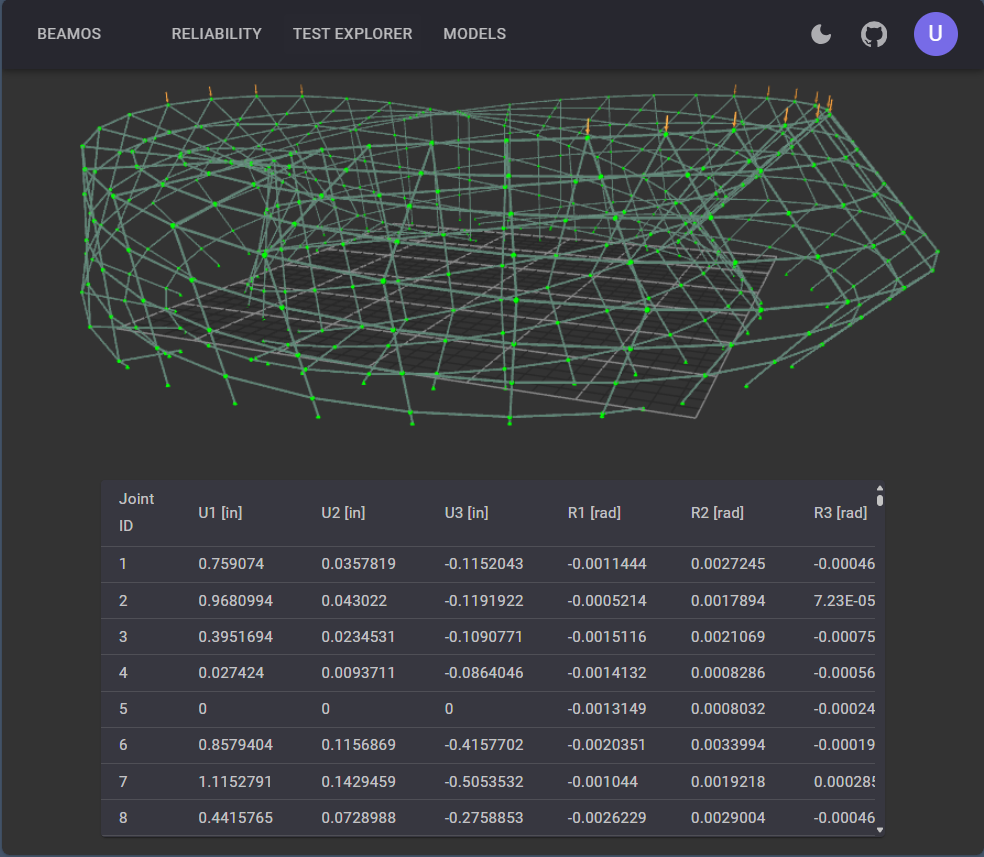 BEAMOS RELIABILITY TEST EXPLORER MODELS U
Joint ID U1 [in] U2 [in] U3 [in] R1 [rad] R2 [rad] R3 [rad]
1 0.759074 0.0357819 -0.1152043 -0.0011444 0.0027245 -0.00046
2 0.9680994 0.043022 -0.1191922 -0.0005214 0.0017894 7.23E-05
3 0.3951694 0.0234531 -0.1090771 -0.0015116 0.0021069 -0.00075
4 0.027424 0.0093711 -0.0864046 -0.0014132 0.0008286 -0.00056
5 0 0 0 -0.0013149 0.0008032 -0.00024
6 0.8579404 0.1156869 -0.4157702 -0.0020351 0.0033994 -0.00019
7 1.1152791 0.1429459 -0.5053532 -0.001044 0.0019218 0.000285
8 0.4415765 0.0728988 -0.2758853 -0.0026229 0.0029004 -0.00046